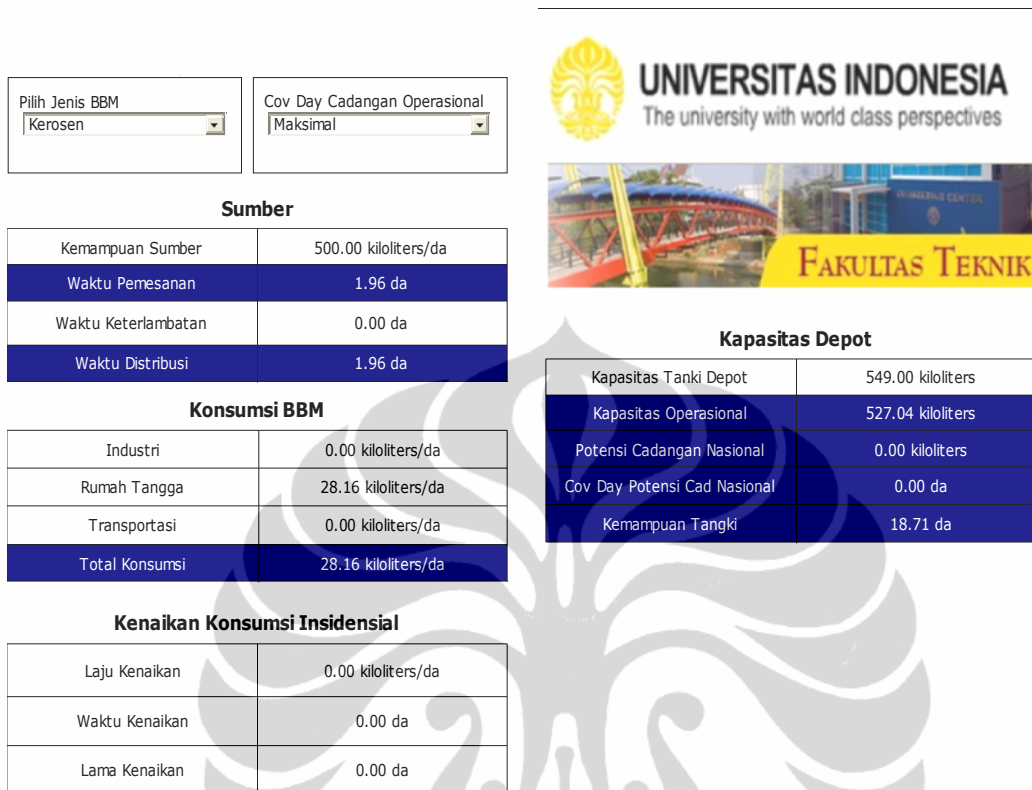 Pilih Jenis BBM
Kerosen
Cov Day Cadangan Operasional
Maksimal
Sumber
Kemampuan Sumber 500.00 kiloliters/da
Waktu Pemesanan 1.96 da
Waktu Keterlambatan 0.00 da
Waktu Distribusi 1.96 da
Konsumsi BBM
Industri 0.00 kiloliters/da
Rumah Tangga 28.16 kiloliters/da
Transportasi 0.00 kiloliters/da
Total Konsumsi 28.16 kiloliters/da
Kenaikan Konsumsi Insidensial
Laju Kenaikan 0.00 kiloliters/da
Waktu Kenaikan 0.00 da
Lama Kenaikan 0.00 da
UNIVERSITAS INDONESIA
The university with world class perspectives
ENGINEERING CENTER
FAKULTAS TEKNIK
Kapasitas Depot
Kapasitas Tanki Depot 549.00 kiloliters
Kapasitas Operasional 527.04 kiloliters
Potensi Cadangan Nasional 0.00 kiloliters
Cov Day Potensi Cad Nasional 0.00 da
Kemampuan Tangki 18.71 da